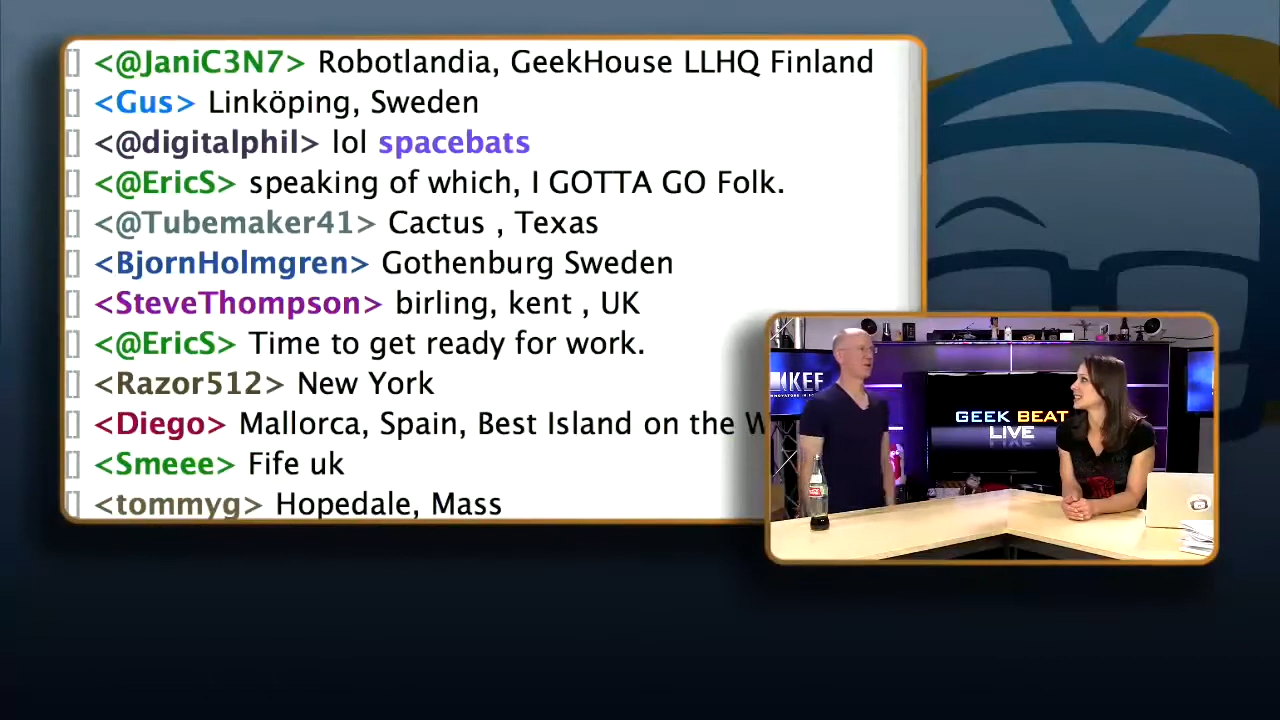 [] <@JaniC3N7> Robotlandia, GeekHouse LLHQ Finland
[] <Gus> Linköping, Sweden
[] <@digitalphil> lol spacebats
[] <@EricS> speaking of which, I GOTTA GO Folk.
[] <@Tubemaker41> Cactus , Texas
[] <BjornHolmgren> Gothenburg Sweden
[] <SteveThompson> birling, kent , UK
[] <@EricS> Time to get ready for work.
[] <Razor512> New York
[] <Diego> Mallorca, Spain, Best Island on the W
[] <Smeee> Fife uk
[] <tommyg> Hopedale, Mass
KEF
GEEK BEAT
LIVE